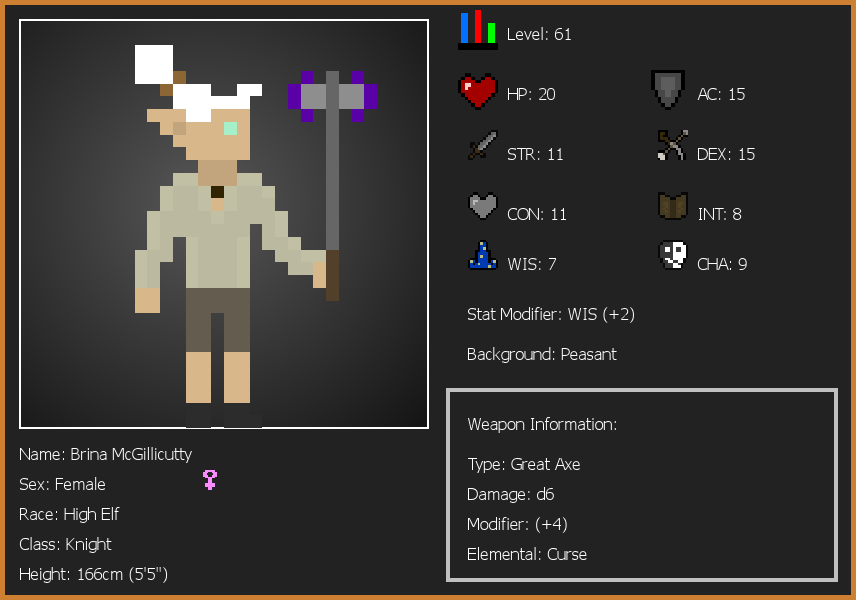 Level: 61
HP: 20
AC: 15
STR: 11
DEX: 15
CON: 11
INT: 8
WIS: 7
CHA: 9
Stat Modifier: WIS (+2)
Background: Peasant
Weapon Information:
Type: Great Axe
Damage: d6
Modifier: (+4)
Elemental: Curse
Name: Brina McGillicutty
Sex: Female
Race: High Elf
Class: Knight
Height: 166cm (5'5")